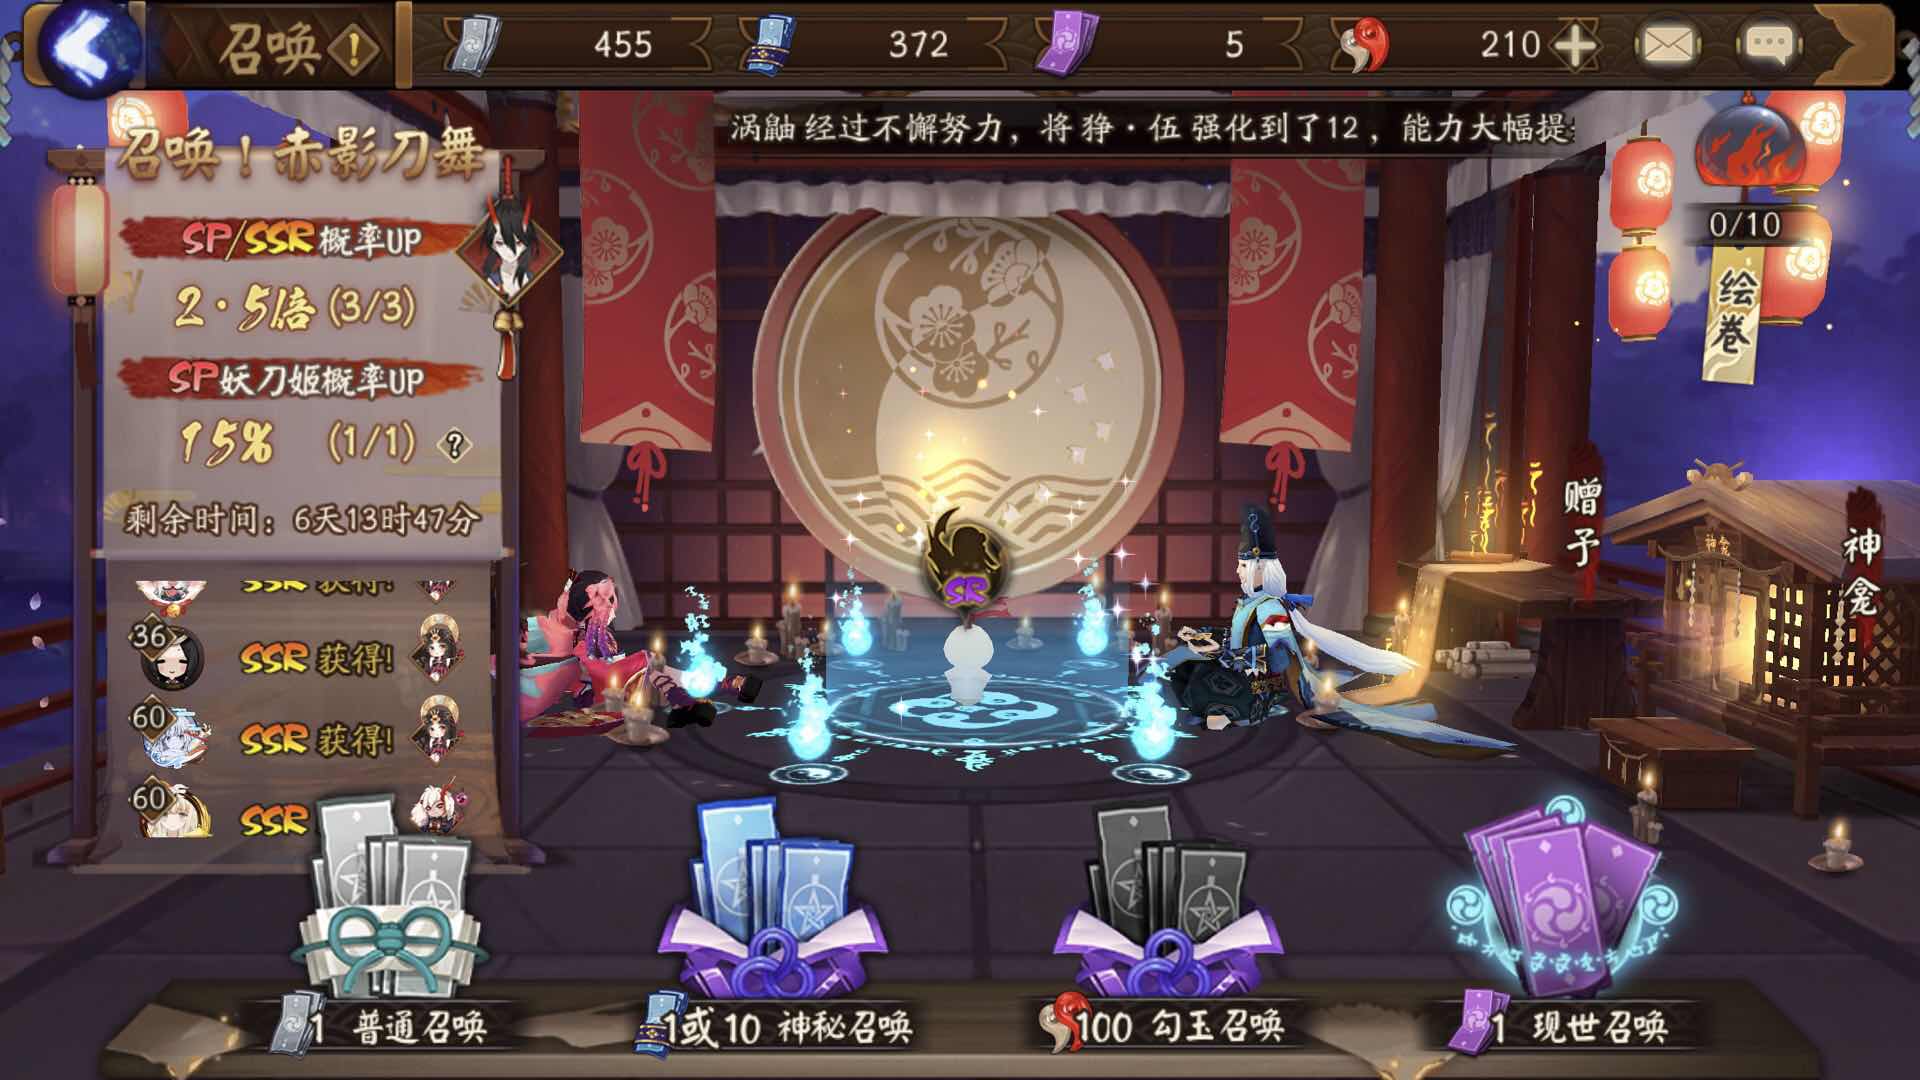 召唤
455
372
5
210
涡鼬 经过不懈努力，将 狰·伍 强化到了12，能力大幅提
召唤！赤影刀舞
SP/SSR概率UP
2·5倍(3/3)
SP妖刀姬概率UP
15% (1/1) ?
剩余时间：6天13时47分
SSR 获得!
36 SSR 获得!
60 SSR 获得!
60 SSR
SR
0/10
绘卷
赠予
神龛
神龛
1 普通召唤
1或10 神秘召唤
100 勾玉召唤
1 现世召唤